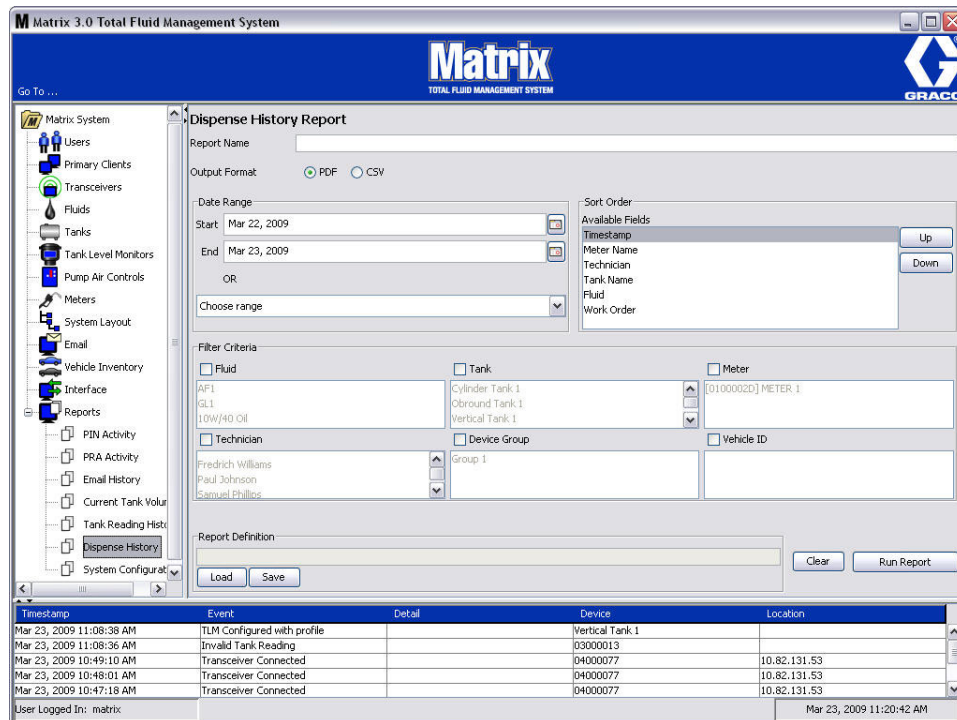 Matrix 3.0 Total Fluid Management System
Go To ...
Matrix
TOTAL FLUID MANAGEMENT SYSTEM
GRACO
Matrix System
Users
Primary Clients
Transceivers
Fluids
Tanks
Tank Level Monitors
Pump Air Controls
Meters
System Layout
Email
Vehicle Inventory
Interface
Reports
PIN Activity
PRA Activity
Email History
Current Tank Volur
Tank Reading Histo
Dispense History
System Configurat
Dispense History Report
Report Name
Output Format PDF CSV
Date Range
Start Mar 22, 2009
End Mar 23, 2009
OR
Choose range
Sort Order
Available Fields
Timestamp
Meter Name
Technician
Tank Name
Fluid
Work Order
Up
Down
Filter Criteria
Fluid
AF1
GL1
10W/40 Oil
Tank
Cylinder Tank 1
Obround Tank 1
Vertical Tank 1
Meter
[0100002D] METER 1
Technician
Fredrich Williams
Paul Johnson
Samuel Phillips
Device Group
Group 1
Vehicle ID
Report Definition
Load Save
Clear Run Report
Timestamp Event Detail Device Location
Mar 23, 2009 11:08:38 AM TLM Configured with profile Vertical Tank 1
Mar 23, 2009 11:08:36 AM Invalid Tank Reading 03000013
Mar 23, 2009 10:49:10 AM Transceiver Connected 04000077 10.82.131.53
Mar 23, 2009 10:48:01 AM Transceiver Connected 04000077 10.82.131.53
Mar 23, 2009 10:47:18 AM Transceiver Connected 04000077 10.82.131.53
User Logged In: matrix Mar 23, 2009 11:20:42 AM